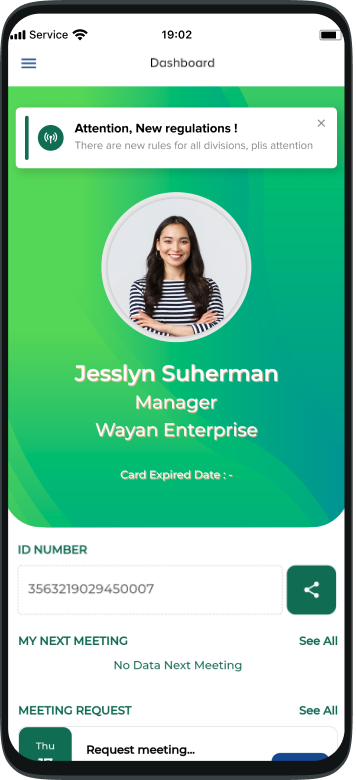 Service
19:02
Dashboard
Attention, New regulations !
There are new rules for all divisions, plis attention
Jesslyn Suherman
Manager
Wayan Enterprise
Card Expired Date : -
ID NUMBER
3563219029450007
MY NEXT MEETING
See All
No Data Next Meeting
MEETING REQUEST
See All
Thu
Request meeting...